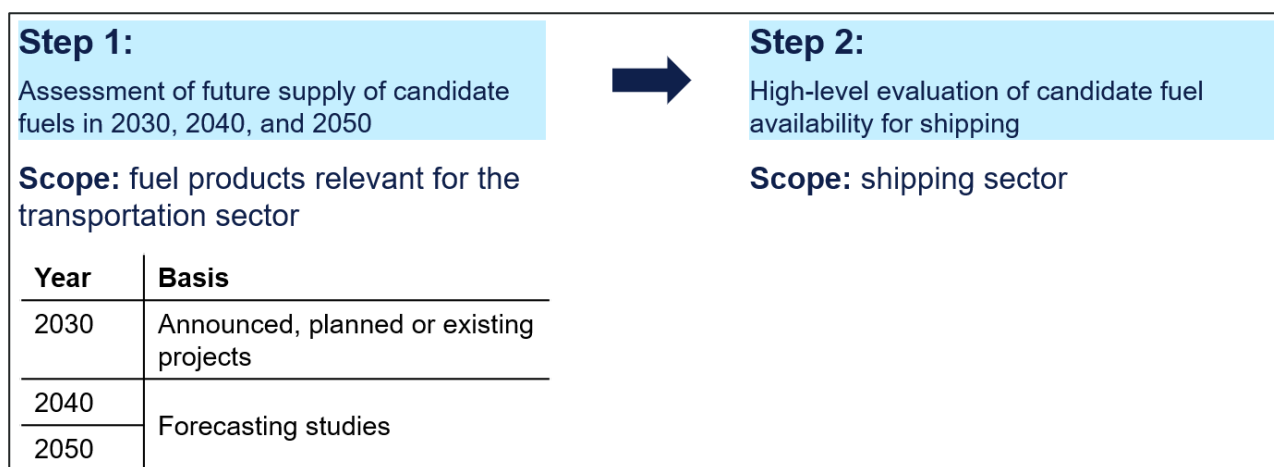 Step 1:
Assessment of future supply of candidate
fuels in 2030, 2040, and 2050
Scope: fuel products relevant for the
transportation sector
Year Basis
2030 Announced, planned or existing
projects
2040
Forecasting studies
2050
Step 2:
High-level evaluation of candidate fuel
availability for shipping
Scope: shipping sector